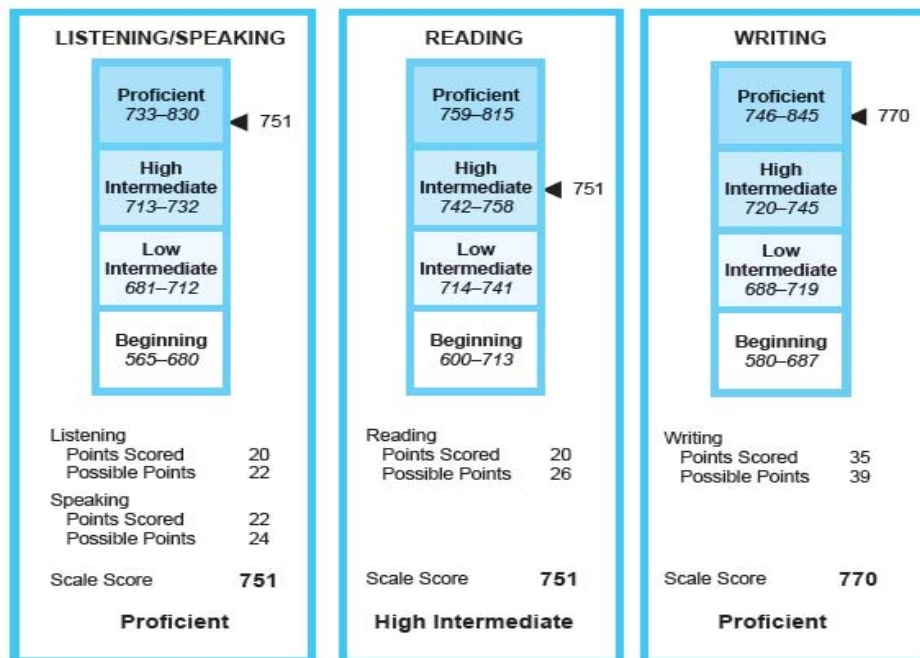 LISTENING/SPEAKING
Proficient
733–830
751
High
Intermediate
713–732
Low
Intermediate
681–712
Beginning
565–680
Listening
Points Scored 20
Possible Points 22
Speaking
Points Scored 22
Possible Points 24
Scale Score 751
Proficient
READING
Proficient
759–815
High
Intermediate
742–758
751
Low
Intermediate
714–741
Beginning
600–713
Reading
Points Scored 20
Possible Points 26
Scale Score 751
High Intermediate
WRITING
Proficient
746–845
770
High
Intermediate
720–745
Low
Intermediate
688–719
Beginning
580–687
Writing
Points Scored 35
Possible Points 39
Scale Score 770
Proficient